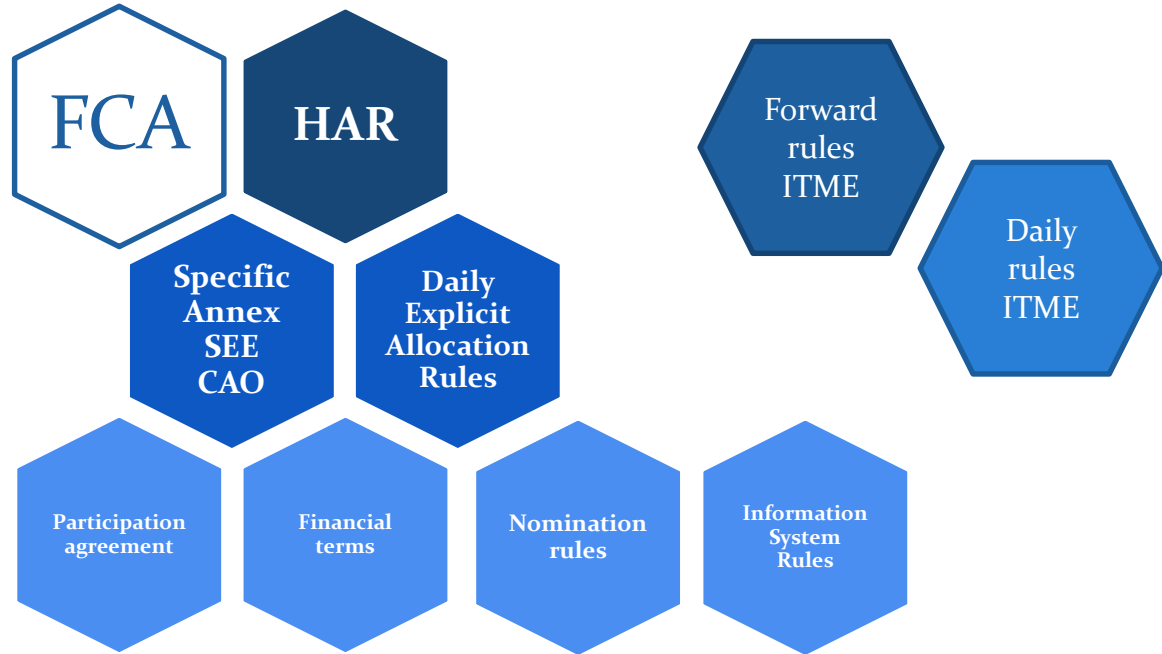 FCA
HAR
Forward
rules
ITME
Daily
rules
ITME
Specific
Annex
SEE
CAO
Daily
Explicit
Allocation
Rules
Participation
agreement
Financial
terms
Nomination
rules
Information
System
Rules